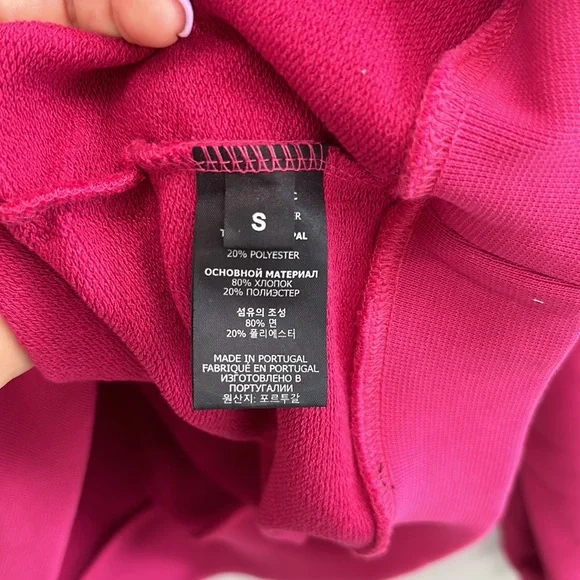 S
20% POLYESTER
ОСНОВНОЙ МАТЕРИАЛ
80% ХЛОПОК
20% ПОЛИЭСТЕР
섬유의 조성
80% 면
20% 폴리에스터
MADE IN PORTUGAL
FABRIQUÉ EN PORTUGAL
ИЗГОТОВЛЕНО В
ПОРТУГАЛИИ
원산지: 포르투갈